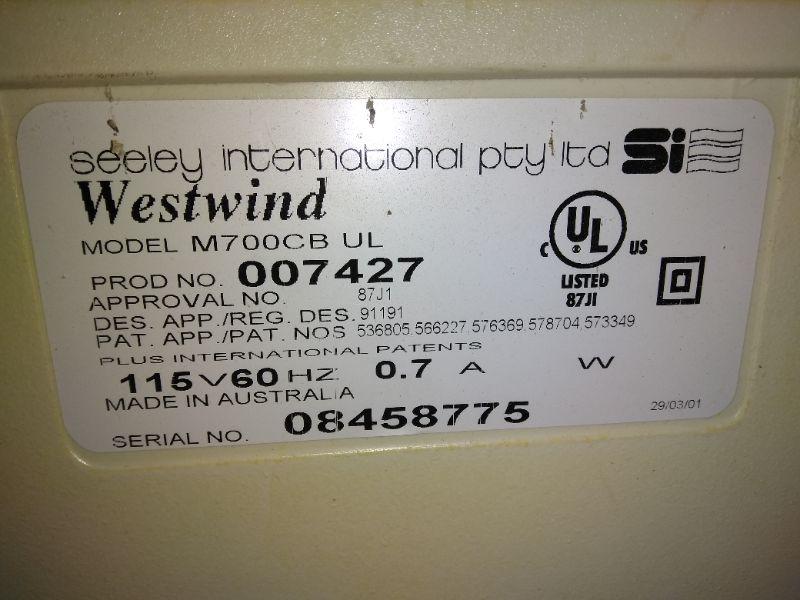 seeley international pty ltd Si
Westwind
MODEL M700CB UL
PROD NO. 007427
APPROVAL NO. 87J1
DES. APP./REG. DES. 91191
PAT. APP./PAT. NOS 536805,566227,576369,578704,573349
PLUS INTERNATIONAL PATENTS
115V60 HZ 0.7 A W
MADE IN AUSTRALIA
SERIAL NO. 08458775
29/03/01
c UL US
LISTED
87JI